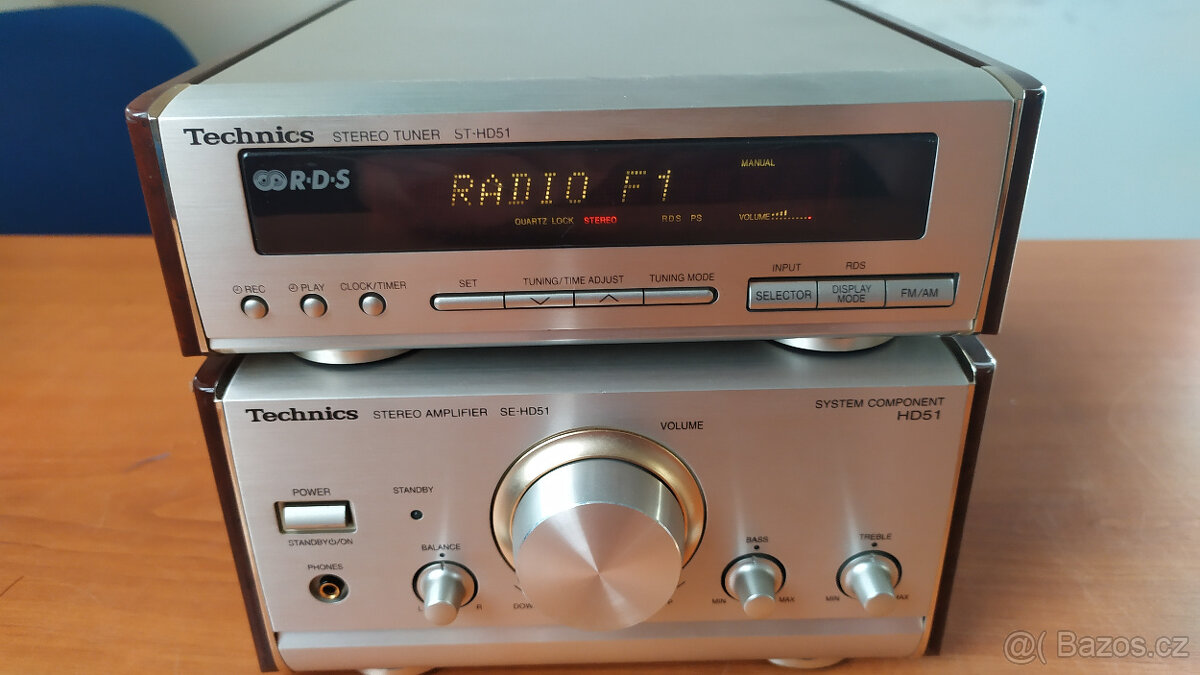 Technics STEREO TUNER ST-HD51
R·D·S
MANUAL
RADIO F1
QUARTZ LOCK STEREO RDS PS VOLUME
REC PLAY CLOCK/TIMER SET TUNING/TIME ADJUST TUNING MODE
INPUT RDS
SELECTOR DISPLAY MODE FM/AM
Technics STEREO AMPLIFIER SE-HD51
SYSTEM COMPONENT
HD51
VOLUME
POWER STANDBY
STANDBY⏻/ON
PHONES BALANCE BASS TREBLE
L R DOW MIN MAX MIN MAX
@( Bazos.cz